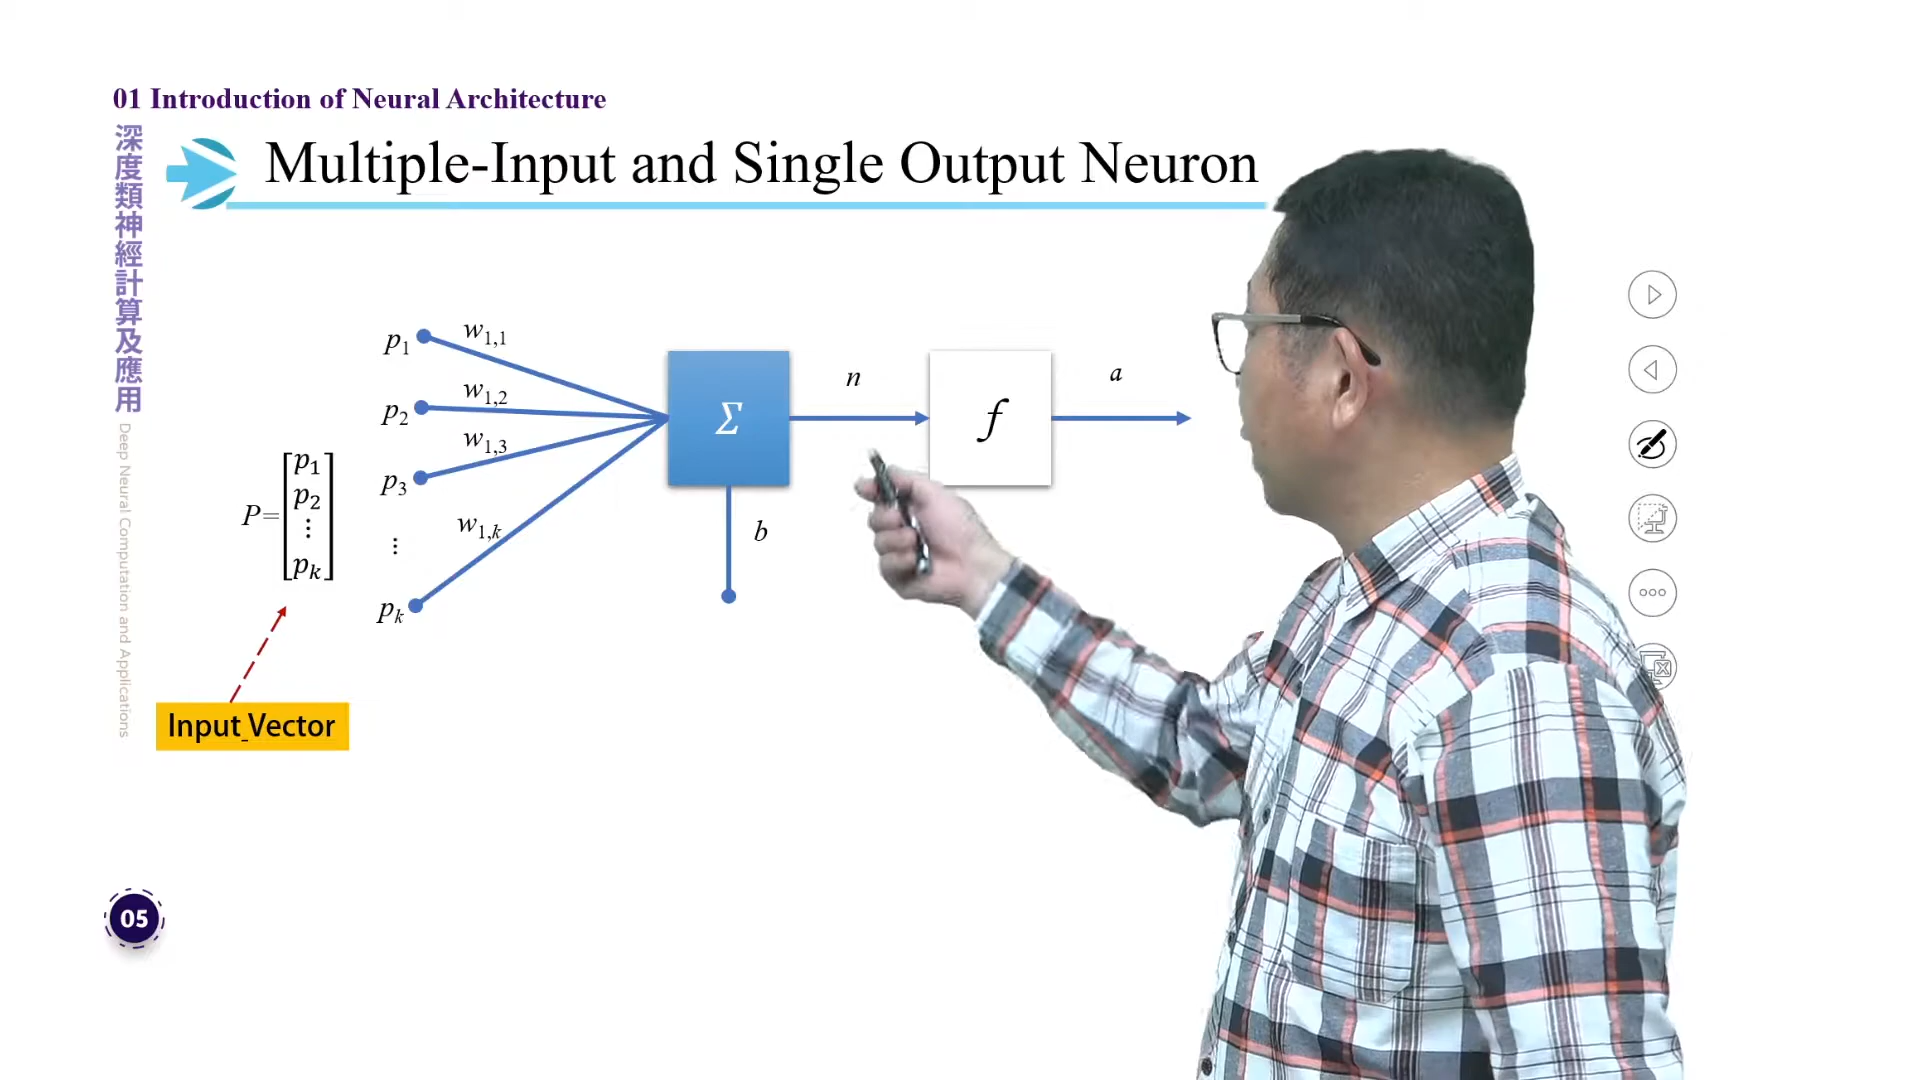 01 Introduction of Neural Architecture
Multiple-Input and Single Output Neuron
深度類神經計算及應用
Deep Neural Computation and Applications
p1 w1,1
p2 w1,2
p3 w1,3
⋮
pk w1,k
Σ
n
f
a
b
P=[p1 p2 ⋮ pk]
Input Vector
05